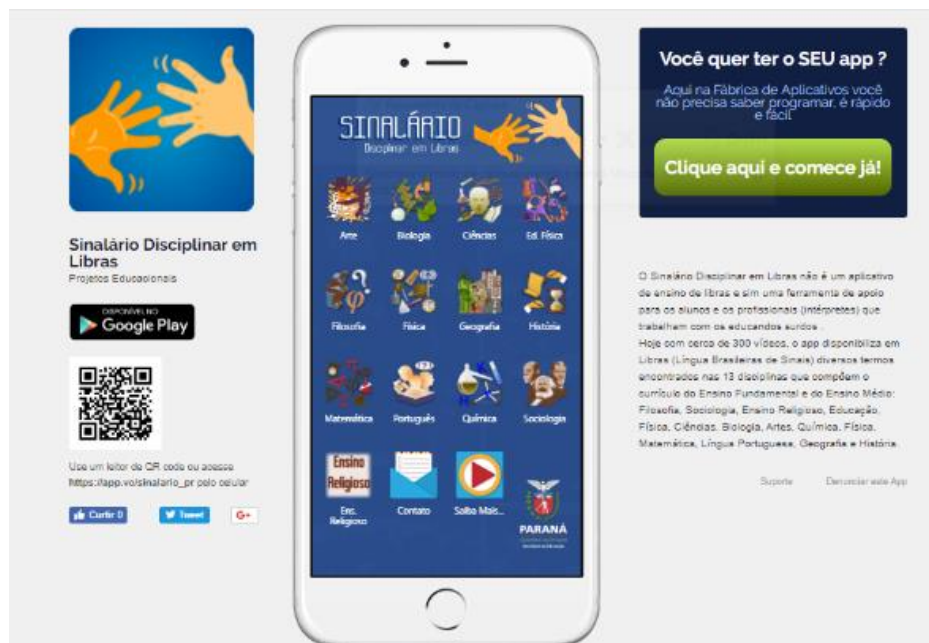 Sinalário Disciplinar em
Libras
Projetos Educacionais
DISPONÍVEL NO
Google Play
Use um leitor de QR code ou acesse
https://app.vc/sinalario_pr pelo celular
Curtir 0
Tweet
G+
SINALÁRIO
Disciplinar em Libras
Arte
Biologia
Ciências
Ed. Física
Filosofia
Física
Geografia
História
Matemática
Português
Química
Sociologia
Ensino
Religioso
Ens.
Religioso
Contato
Saiba Mais...
PARANÁ
Você quer ter o SEU app ?
Aqui na Fábrica de Aplicativos você
não precisa saber programar, é rápido
e fácil
Clique aqui e comece já!
O Sinalário Disciplinar em Libras não é um aplicativo
de ensino de libras e sim uma ferramenta de apoio
para os alunos e os profissionais (intérpretes) que
trabalham com os educandos surdos .
Hoje com cerca de 300 vídeos, o app disponibiliza em
Libras (Língua Brasileiras de Sinais) diversos termos
encontrados nas 13 disciplinas que compõem o
currículo do Ensino Fundamental e do Ensino Médio:
Filosofia, Sociologia, Ensino Religioso, Educação,
Física, Ciências, Biologia, Artes, Química, Física,
Matemática, Língua Portuguesa, Geografia e História.
Suporte
Denunciar este App